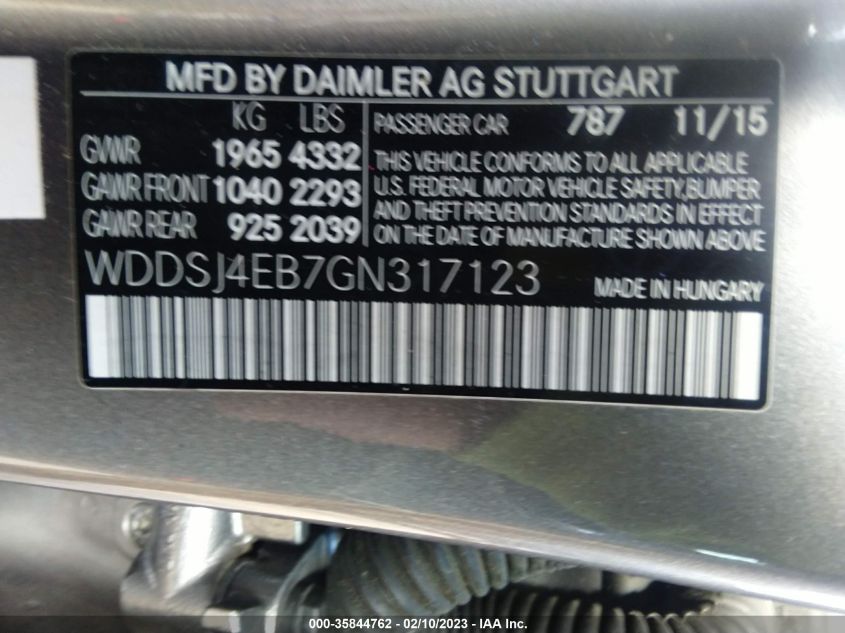 MFD BY DAIMLER AG STUTTGART
KG LBS
GVWR 1965 4332
GAWR FRONT 1040 2293
GAWR REAR 925 2039
PASSENGER CAR 787 11/15
THIS VEHICLE CONFORMS TO ALL APPLICABLE
U.S. FEDERAL MOTOR VEHICLE SAFETY,BUMPER
AND THEFT PREVENTION STANDARDS IN EFFECT
ON THE DATE OF MANUFACTURE SHOWN ABOVE
WDDSJ4EB7GN317123
MADE IN HUNGARY
000-35844762 - 02/10/2023 - IAA Inc.